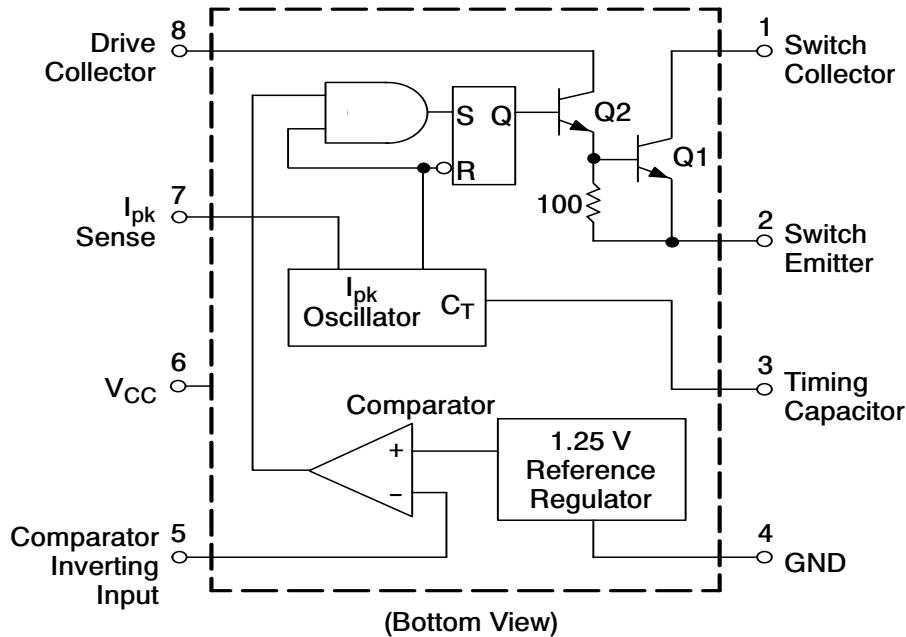 8
Drive
Collector
1
Switch
Collector
S
Q
R
Q2
Q1
100
7
Ipk
Sense
2
Switch
Emitter
Ipk
Oscillator
CT
6
VCC
3
Timing
Capacitor
Comparator
+
−
1.25 V
Reference
Regulator
5
Comparator
Inverting
Input
4
GND
(Bottom View)